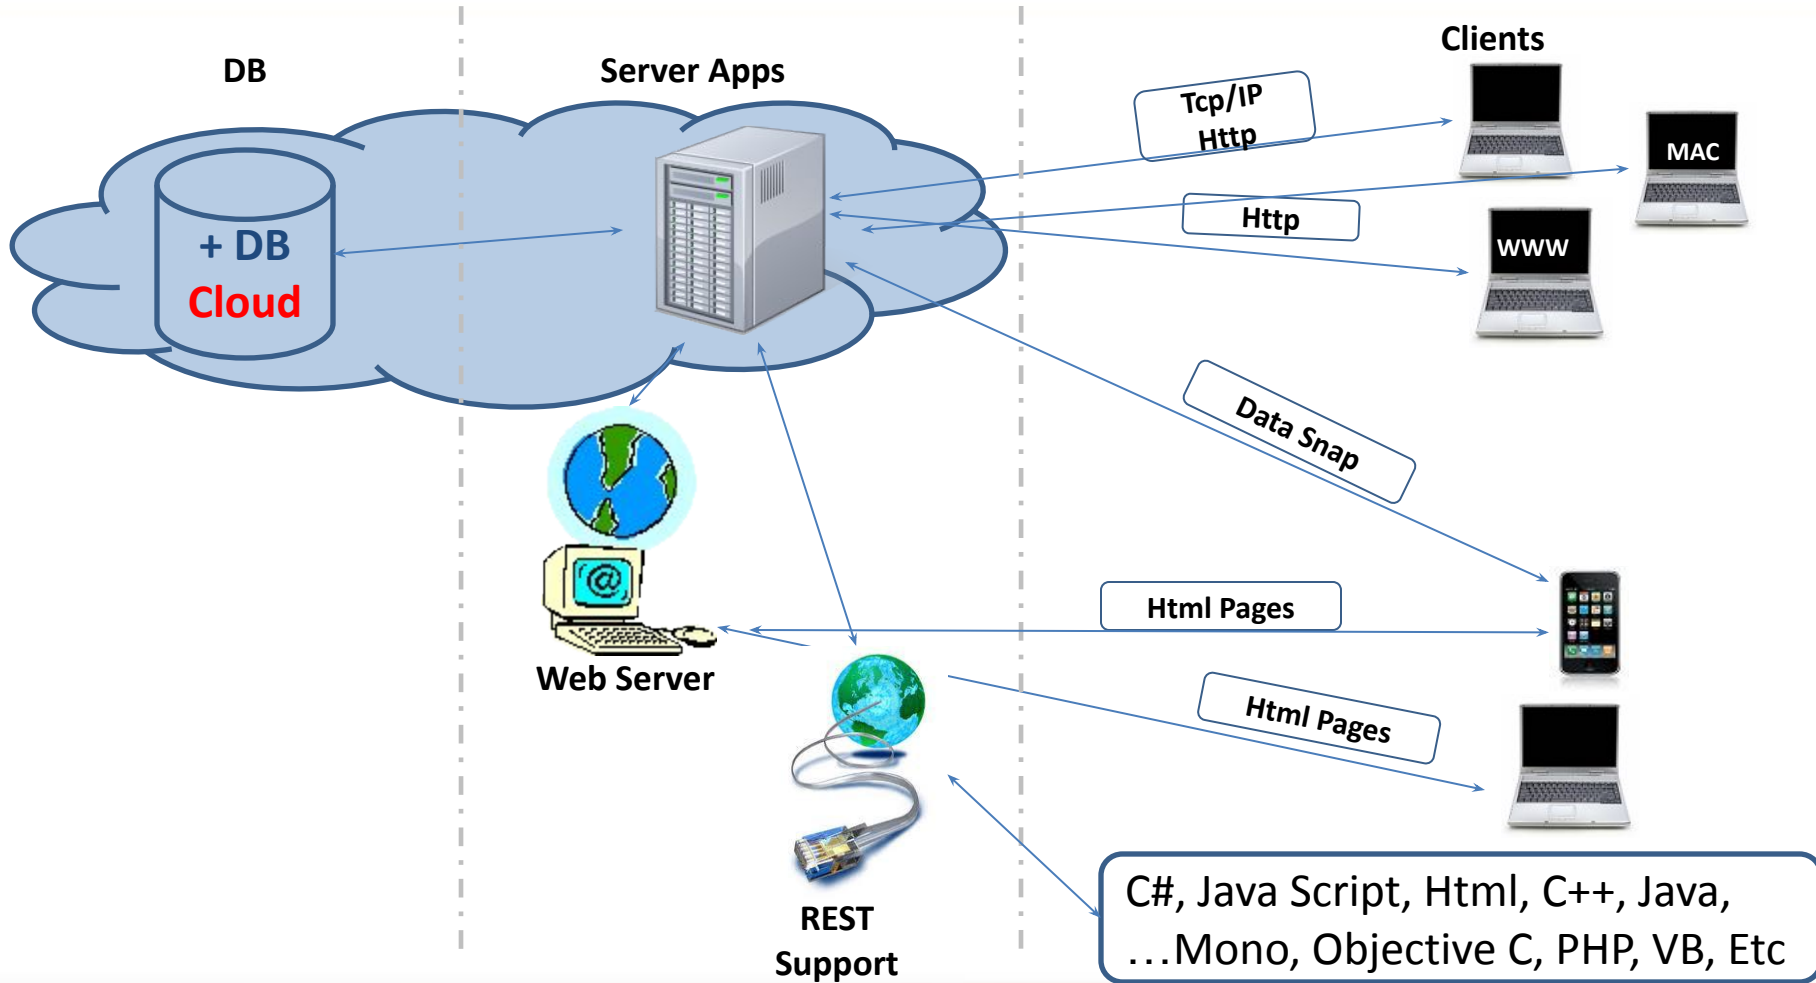 DB
Server Apps
Clients
Tcp/IP
Http
MAC
Http
WWW
+ DB
Cloud
Data Snap
@
Html Pages
Web Server
Html Pages
REST
Support
C#, Java Script, Html, C++, Java,
…Mono, Objective C, PHP, VB, Etc